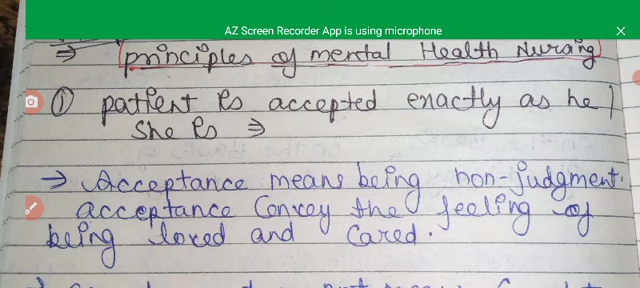 AZ Screen Recorder App is using microphone
⇒ principles of mental Health Nursing
① patient is accepted exactly as he /
she is ⇒
→ Acceptance means being non-judgment.
acceptance Convey the feeling of
being loved and Cared.